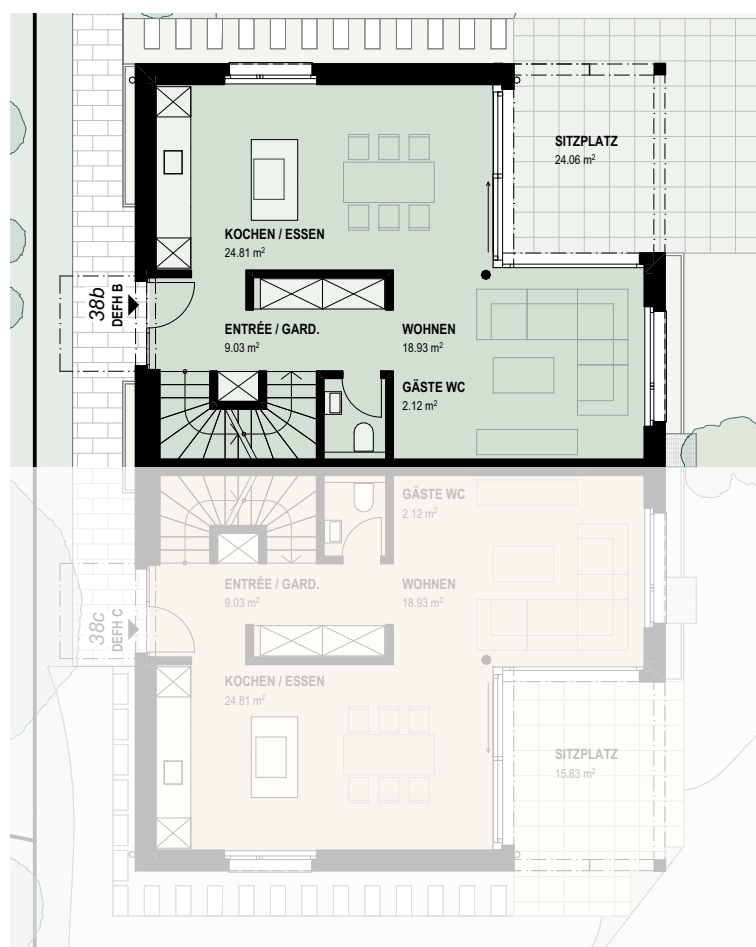 SITZPLATZ
24.06 m²
KOCHEN / ESSEN
24.81 m²
38b
DEFH B
ENTRÉE / GARD.
9.03 m²
WOHNEN
18.93 m²
GÄSTE WC
2.12 m²
GÄSTE WC
2.12 m²
38c
DEFH C
ENTRÉE / GARD.
9.03 m²
WOHNEN
18.93 m²
KOCHEN / ESSEN
24.81 m²
SITZPLATZ
15.83 m²